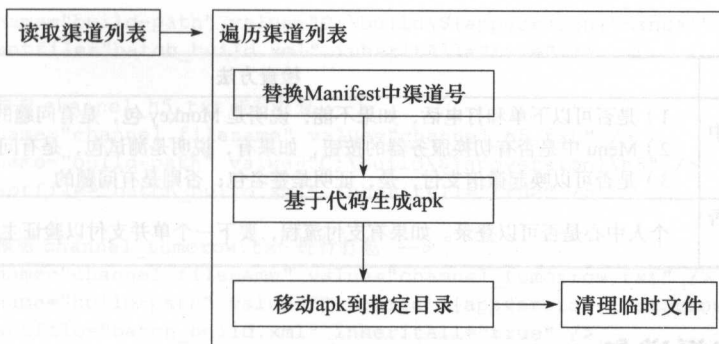 读取渠道列表
遍历渠道列表
替换Manifest中渠道号
基于代码生成apk
移动apk到指定目录
清理临时文件